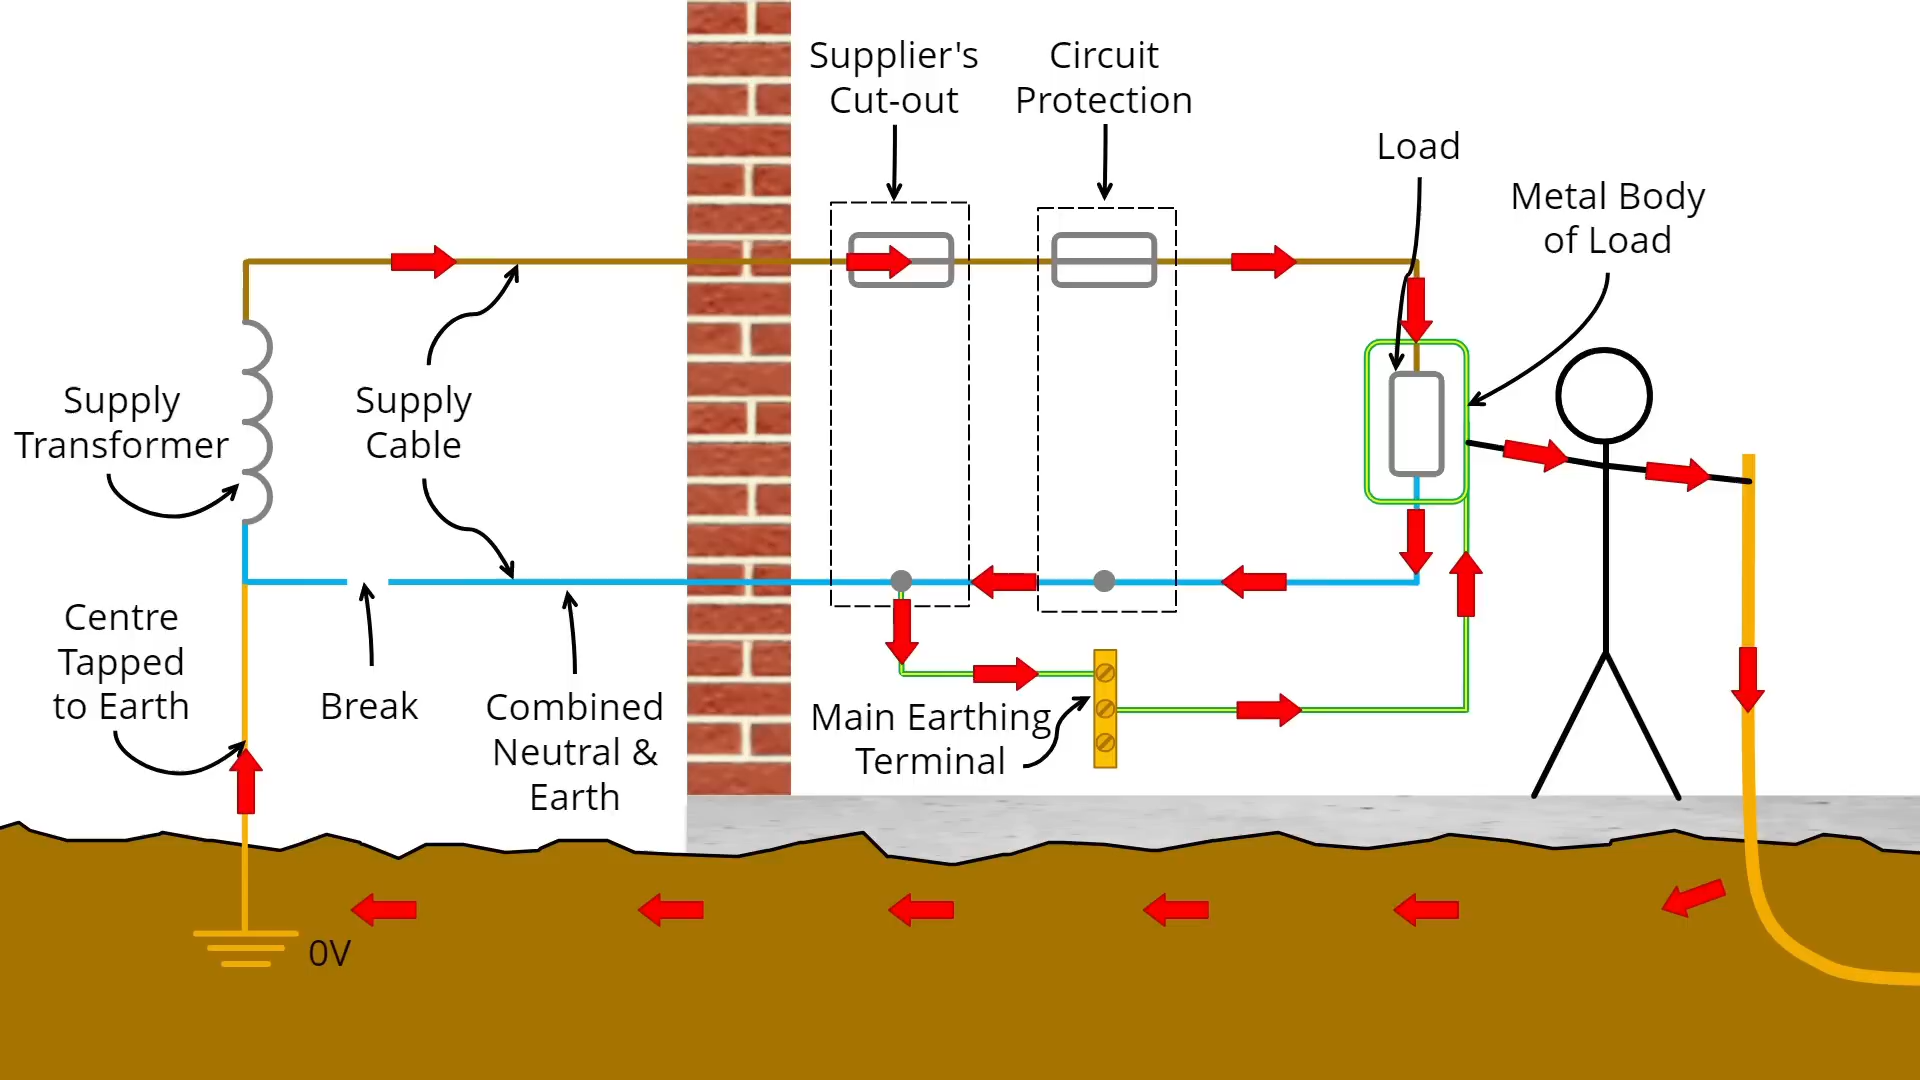 Supplier's
Cut-out
Circuit
Protection
Load
Metal Body
of Load
Supply
Transformer
Supply
Cable
Centre
Tapped
to Earth
Break
Combined
Neutral &
Earth
Main Earthing
Terminal
0V